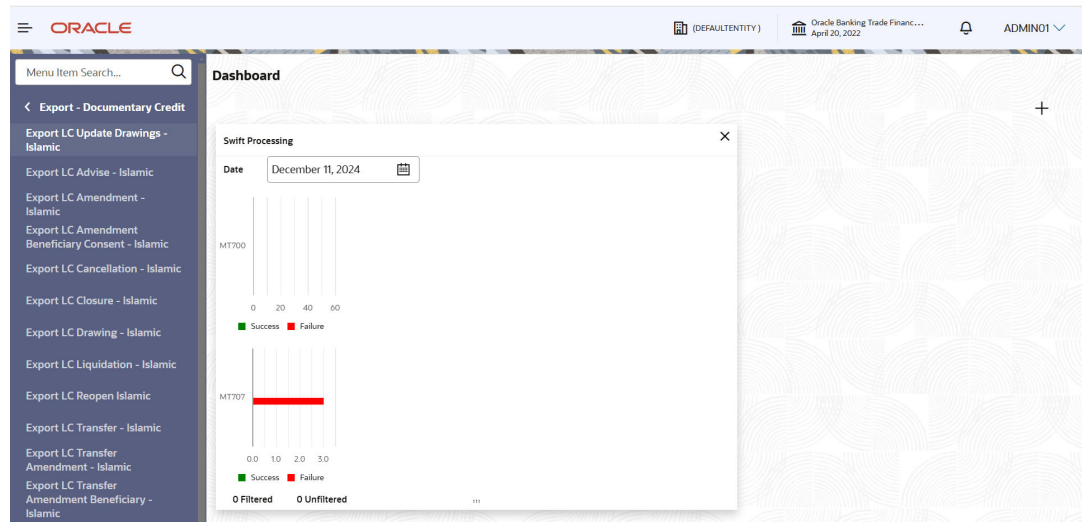 ORACLE
(DEFAULTENTITY)
Oracle Banking Trade Financ...
April 20, 2022
ADMIN01
Menu Item Search...
Export - Documentary Credit
Export LC Update Drawings -
Islamic
Export LC Advise - Islamic
Export LC Amendment -
Islamic
Export LC Amendment
Beneficiary Consent - Islamic
Export LC Cancellation - Islamic
Export LC Closure - Islamic
Export LC Drawing - Islamic
Export LC Liquidation - Islamic
Export LC Reopen Islamic
Export LC Transfer - Islamic
Export LC Transfer
Amendment - Islamic
Export LC Transfer
Amendment Beneficiary -
Islamic
Dashboard
Swift Processing
Date December 11, 2024
MT700
0 20 40 60
Success Failure
MT707
0.0 1.0 2.0 3.0
Success Failure
0 Filtered 0 Unfiltered